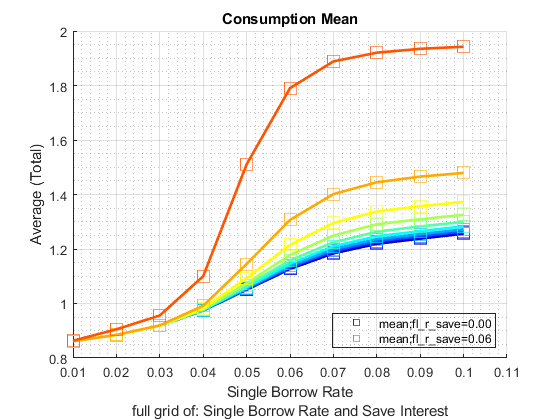 Consumption Mean
2
1.8
1.6
1.4
1.2
1
0.8
Average (Total)
mean;fl_r_save=0.00
mean;fl_r_save=0.06
0.01 0.02 0.03 0.04 0.05 0.06 0.07 0.08 0.09 0.1 0.11
Single Borrow Rate
full grid of: Single Borrow Rate and Save Interest